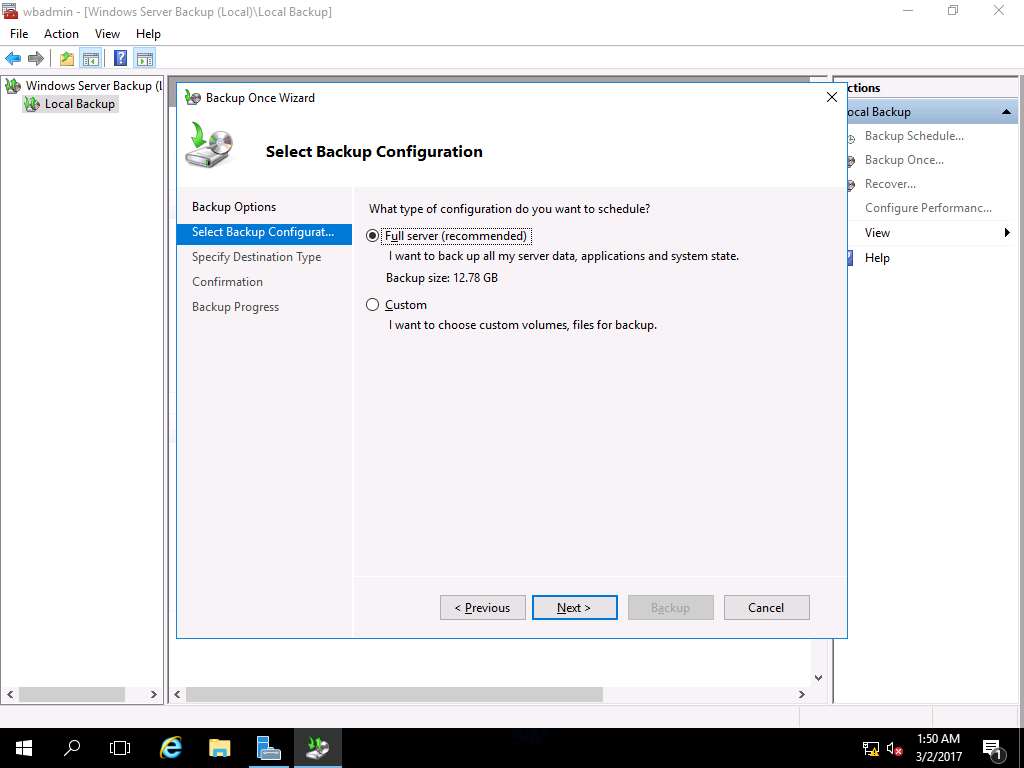 wbadmin - [Windows Server Backup (Local)\Local Backup]
File Action View Help
Windows Server Backup (L
Local Backup
Backup Once Wizard
Select Backup Configuration
Backup Options
Select Backup Configurat...
Specify Destination Type
Confirmation
Backup Progress
What type of configuration do you want to schedule?
Full server (recommended)
I want to back up all my server data, applications and system state.
Backup size: 12.78 GB
Custom
I want to choose custom volumes, files for backup.
< Previous
Next >
Backup
Cancel
ctions
ocal Backup
Backup Schedule...
Backup Once...
Recover...
Configure Performanc...
View
Help
1:50 AM
3/2/2017
1